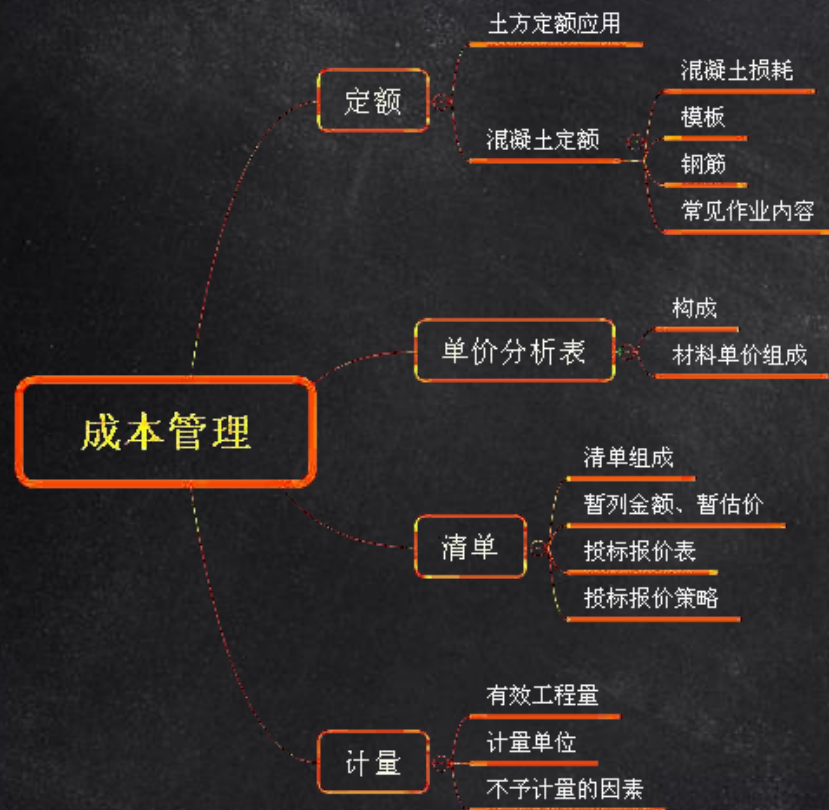 成本管理
定额
土方定额应用
混凝土定额
混凝土损耗
模板
钢筋
常见作业内容
单价分析表
构成
材料单价组成
清单
清单组成
暂列金额、暂估价
投标报价表
投标报价策略
计量
有效工程量
计量单位
不予计量的因素